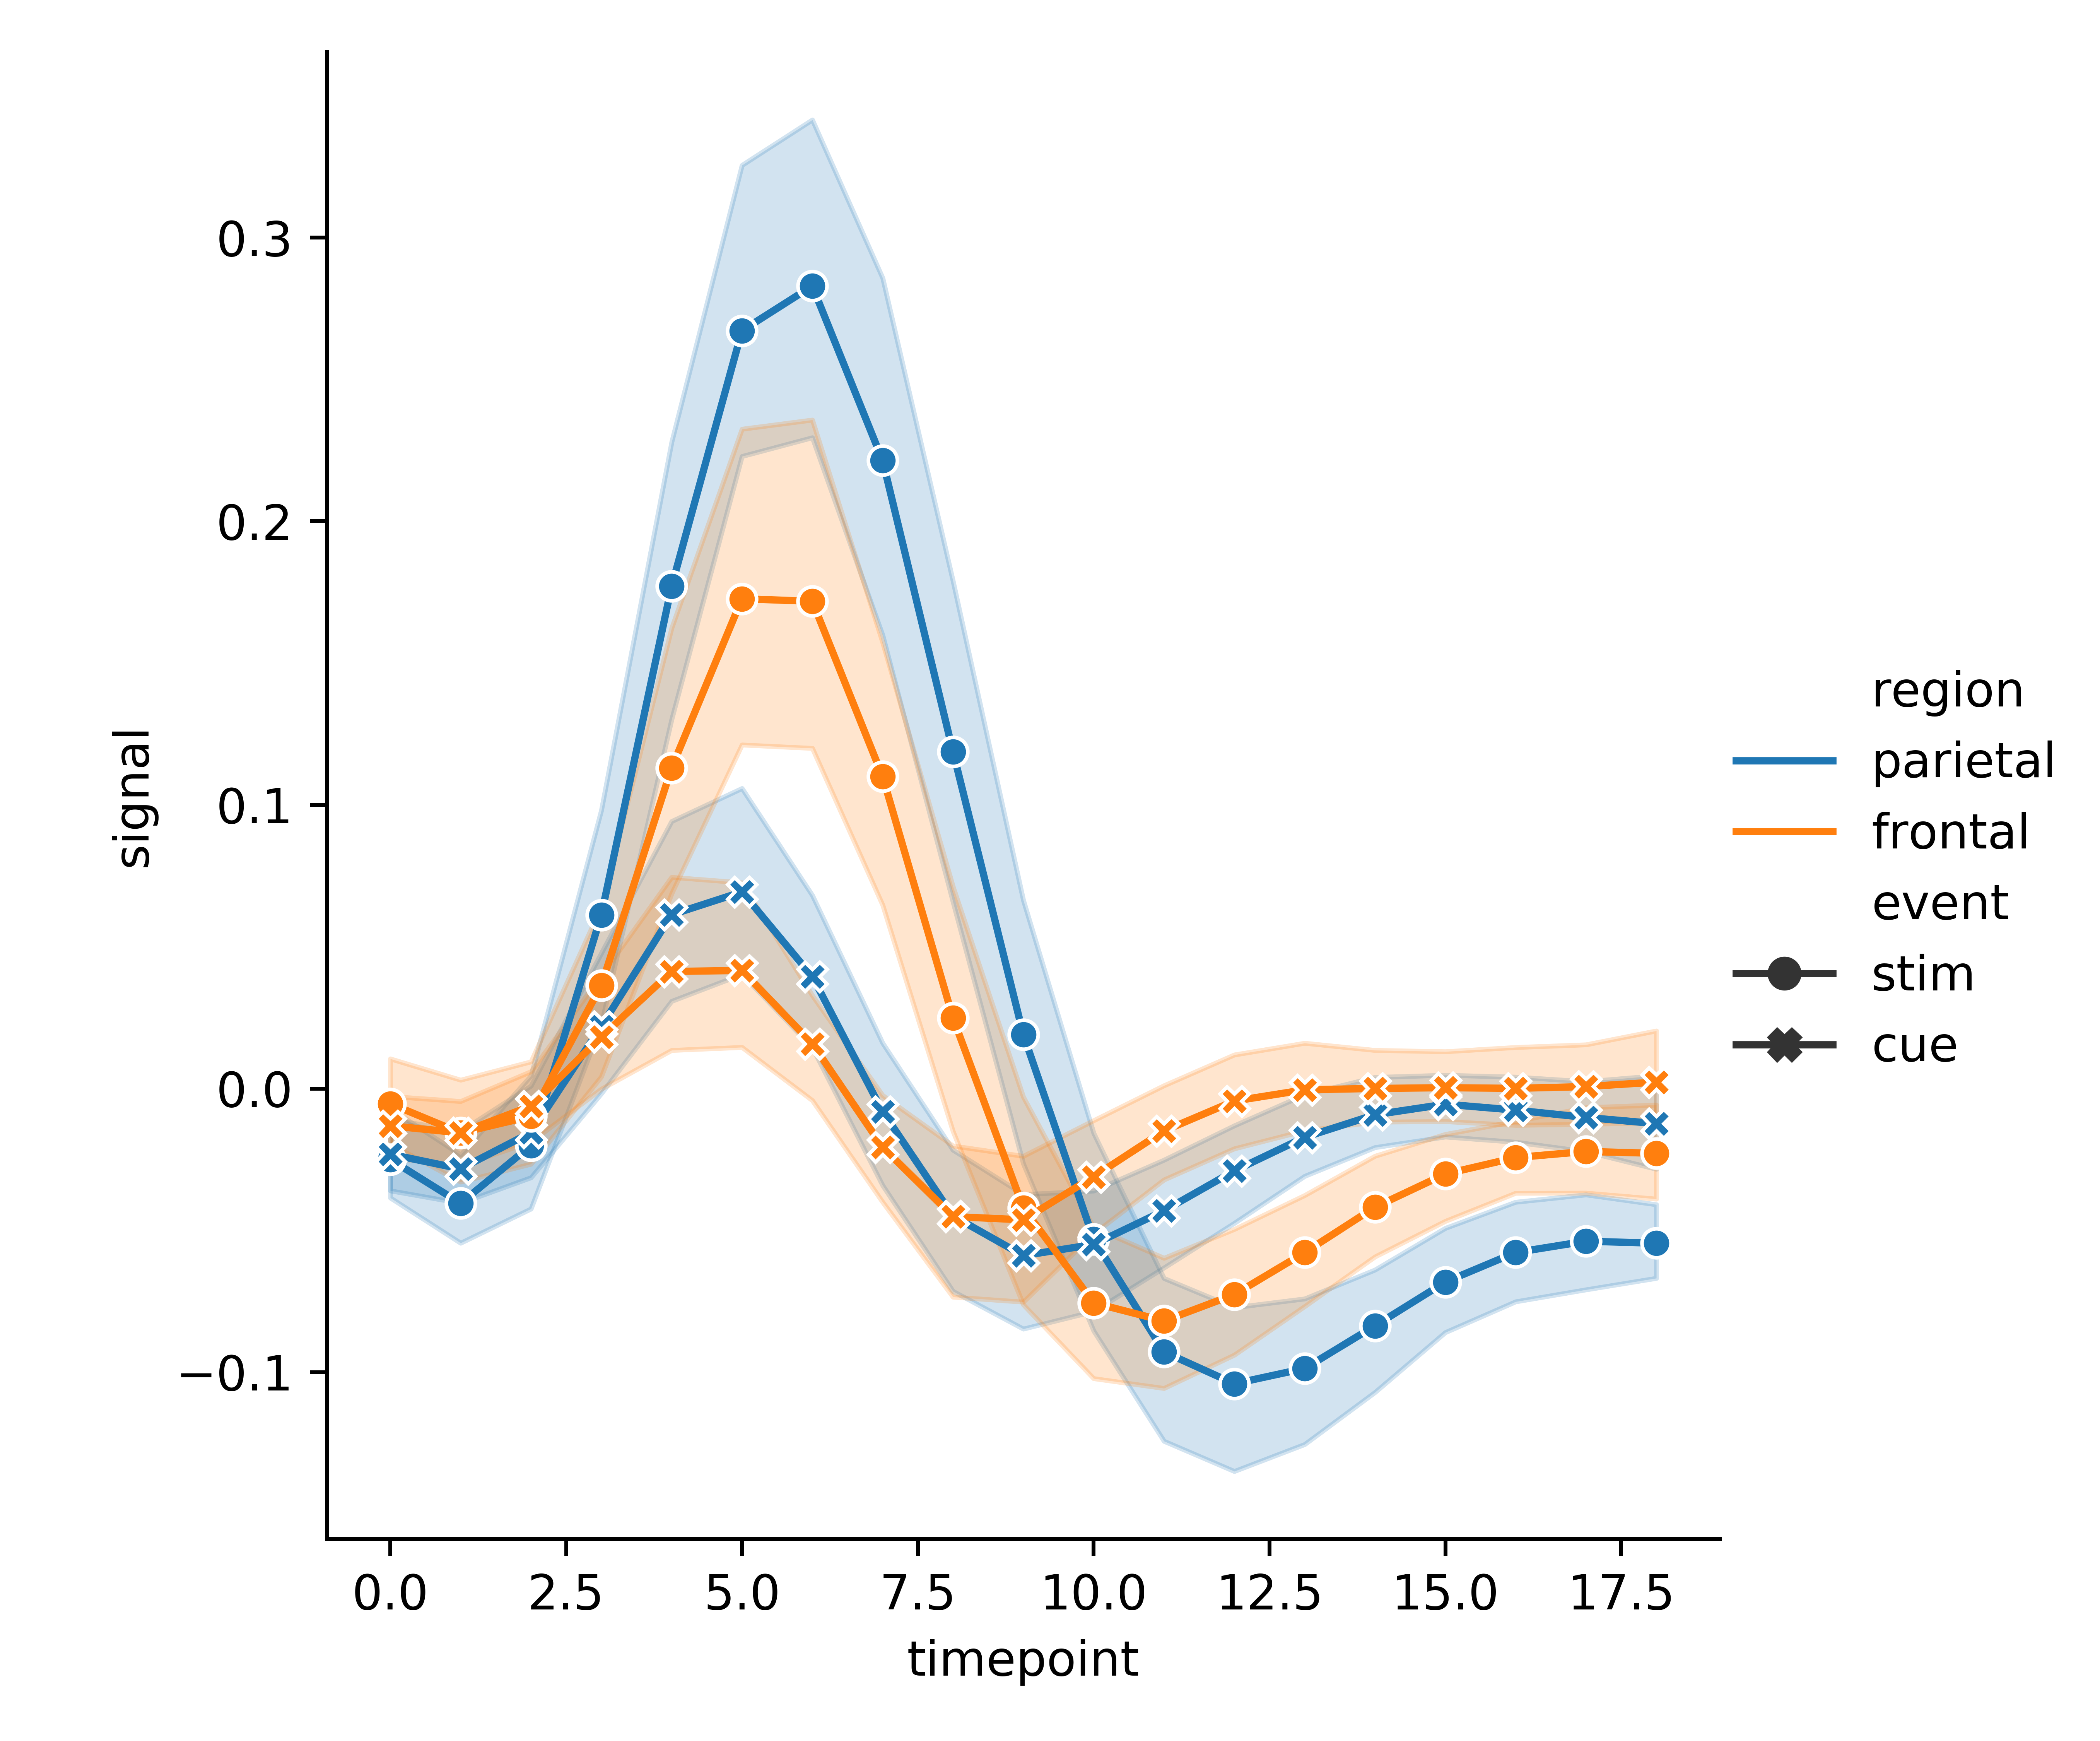 signal
0.3
0.2
0.1
0.0
−0.1
0.0 2.5 5.0 7.5 10.0 12.5 15.0 17.5
timepoint
region
parietal
frontal
event
stim
cue